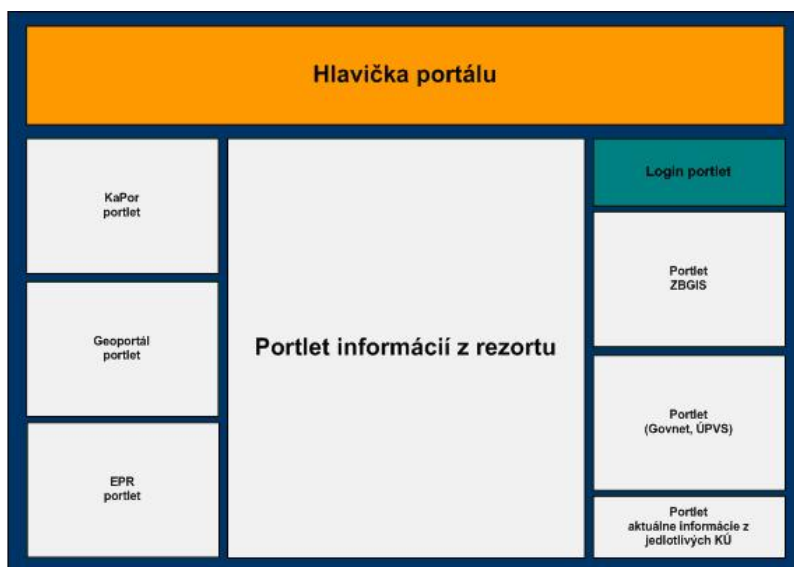 Hlavička portálu
KaPor
portlet
Geoportál
portlet
EPR
portlet
Portlet informácií z rezortu
Login portlet
Portlet
ZBGIS
Portlet
(Govnet, ÚPVS)
Portlet
aktuálne informácie z
jedlotlivých KÚ